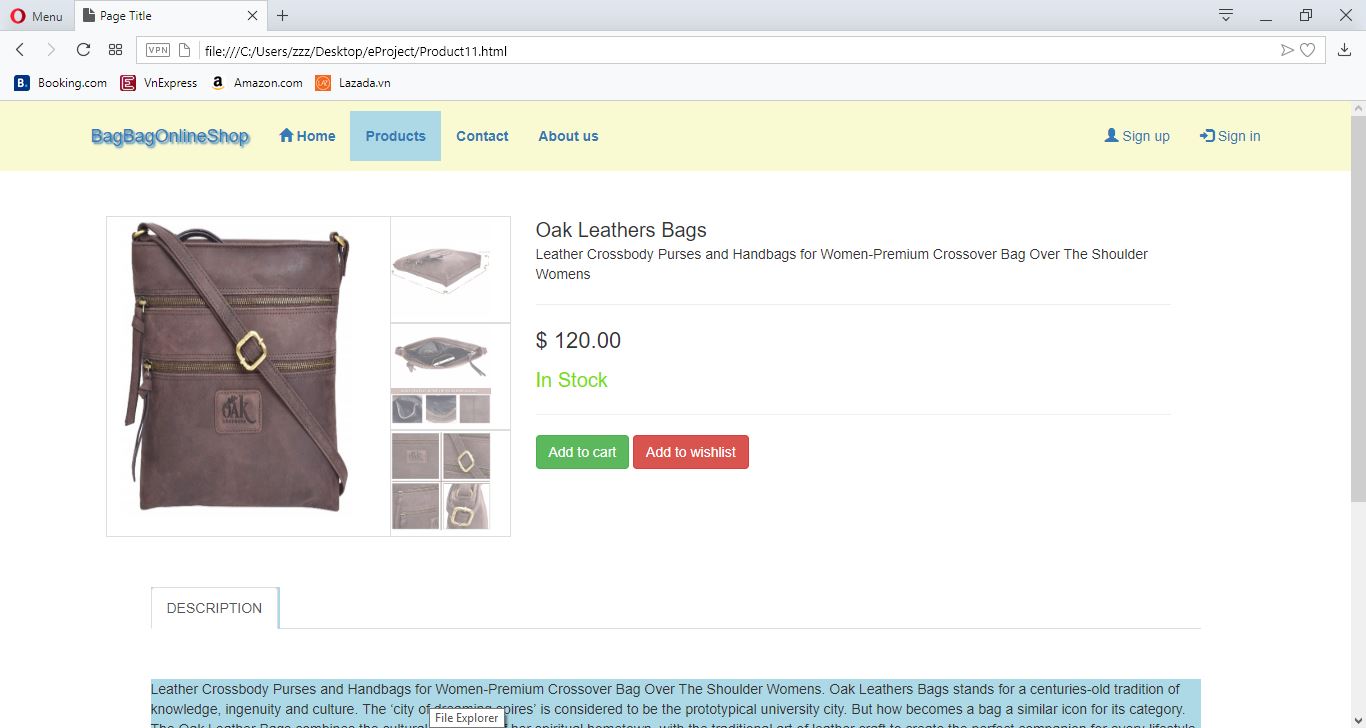 Menu
Page Title
VPN
file:///C:/Users/zzz/Desktop/eProject/Product11.html
B. Booking.com
E VnExpress
a Amazon.com
Lazada.vn
BagBagOnlineShop
Home
Products
Contact
About us
Sign up
Sign in
OAK
Oak Leathers Bags
Leather Crossbody Purses and Handbags for Women-Premium Crossover Bag Over The Shoulder
Womens
$ 120.00
In Stock
Add to cart
Add to wishlist
DESCRIPTION
Leather Crossbody Purses and Handbags for Women-Premium Crossover Bag Over The Shoulder Womens. Oak Leathers Bags stands for a centuries-old tradition of
knowledge, ingenuity and culture. The ‘city of dreaming spires’ is considered to be the prototypical university city. But how becomes a bag a similar icon for its category.
File Explorer
The Oak Leather Bags combines the cultural of her spiritual hometown, with the traditional art of leather craft to create the perfect companion for every lifestyle